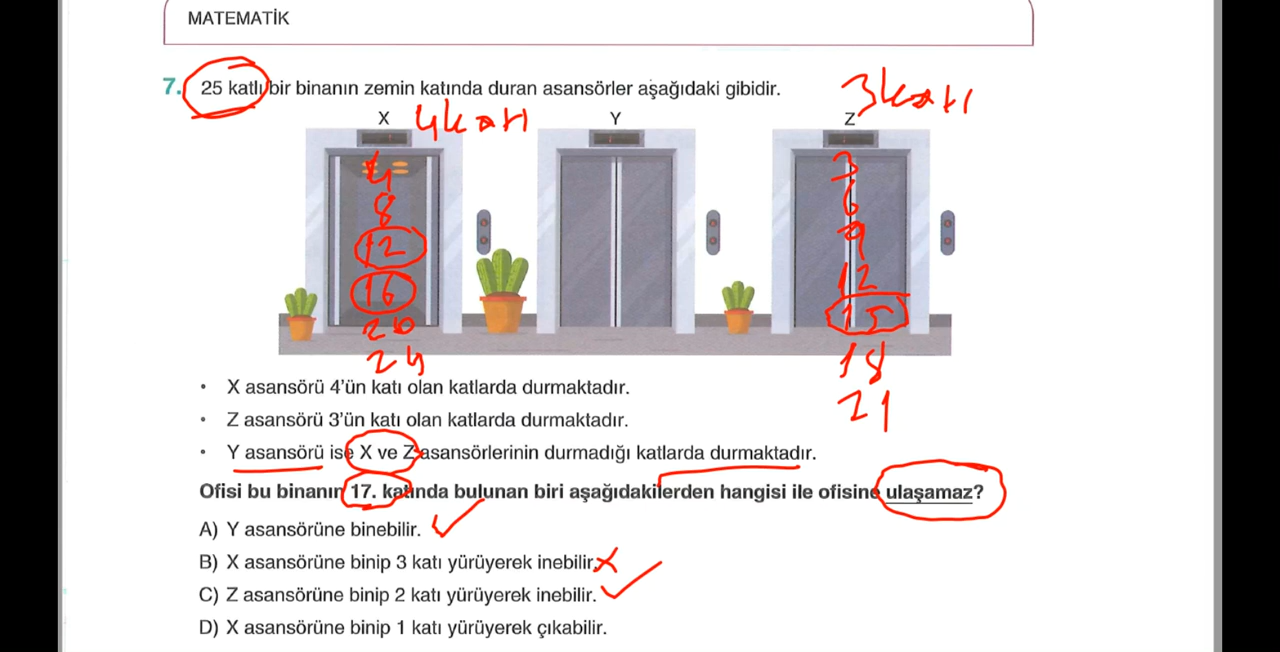 MATEMATİK
7. 25 katlı bir binanın zemin katında duran asansörler aşağıdaki gibidir.
3 katı
X 4 katı Y Z
4
8
12
16
20
24
3
6
9
12
15
18
21
• X asansörü 4’ün katı olan katlarda durmaktadır.
• Z asansörü 3’ün katı olan katlarda durmaktadır.
• Y asansörü ise X ve Z asansörlerinin durmadığı katlarda durmaktadır.
Ofisi bu binanın 17. katında bulunan biri aşağıdakilerden hangisi ile ofisine ulaşamaz?
A) Y asansörüne binebilir.
B) X asansörüne binip 3 katı yürüyerek inebilir.
C) Z asansörüne binip 2 katı yürüyerek inebilir.
D) X asansörüne binip 1 katı yürüyerek çıkabilir.